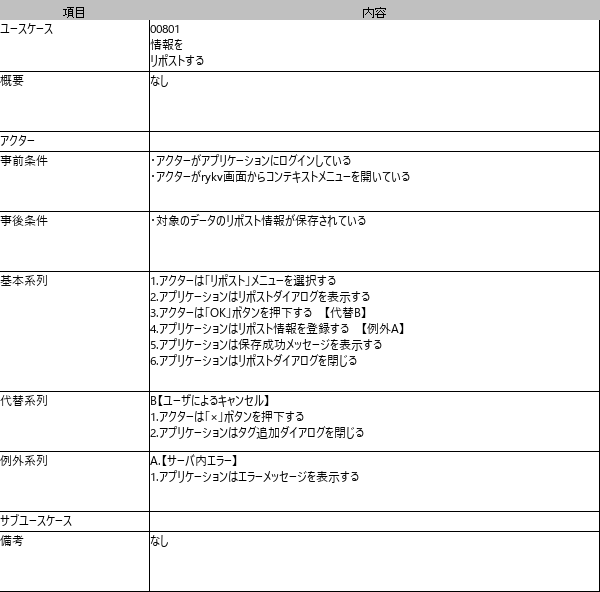 項目 内容
ユースケース 00801
情報を
リポストする
概要 なし
アクター
事前条件 ・アクターがアプリケーションにログインしている
・アクターがrykv画面からコンテキストメニューを開いている
事後条件 ・対象のデータのリポスト情報が保存されている
基本系列 1.アクターは「リポスト」メニューを選択する
2.アプリケーションはリポストダイアログを表示する
3.アクターは「OK」ボタンを押下する 【代替B】
4.アプリケーションはリポスト情報を登録する 【例外A】
5.アプリケーションは保存成功メッセージを表示する
6.アプリケーションはリポストダイアログを閉じる
代替系列 B【ユーザによるキャンセル】
1.アクターは「×」ボタンを押下する
2.アプリケーションはタグ追加ダイアログを閉じる
例外系列 A.【サーバ内エラー】
1.アプリケーションはエラーメッセージを表示する
サブユースケース
備考 なし